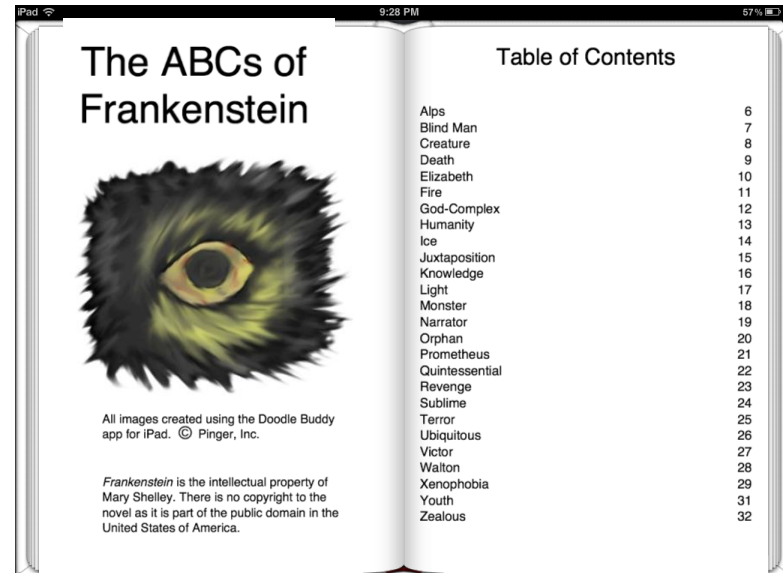 iPad 9:28 PM 57%
The ABCs of
Frankenstein
All images created using the Doodle Buddy
app for iPad. © Pinger, Inc.
Frankenstein is the intellectual property of
Mary Shelley. There is no copyright to the
novel as it is part of the public domain in the
United States of America.
Table of Contents
Alps 6
Blind Man 7
Creature 8
Death 9
Elizabeth 10
Fire 11
God-Complex 12
Humanity 13
Ice 14
Juxtaposition 15
Knowledge 16
Light 17
Monster 18
Narrator 19
Orphan 20
Prometheus 21
Quintessential 22
Revenge 23
Sublime 24
Terror 25
Ubiquitous 26
Victor 27
Walton 28
Xenophobia 29
Youth 31
Zealous 32